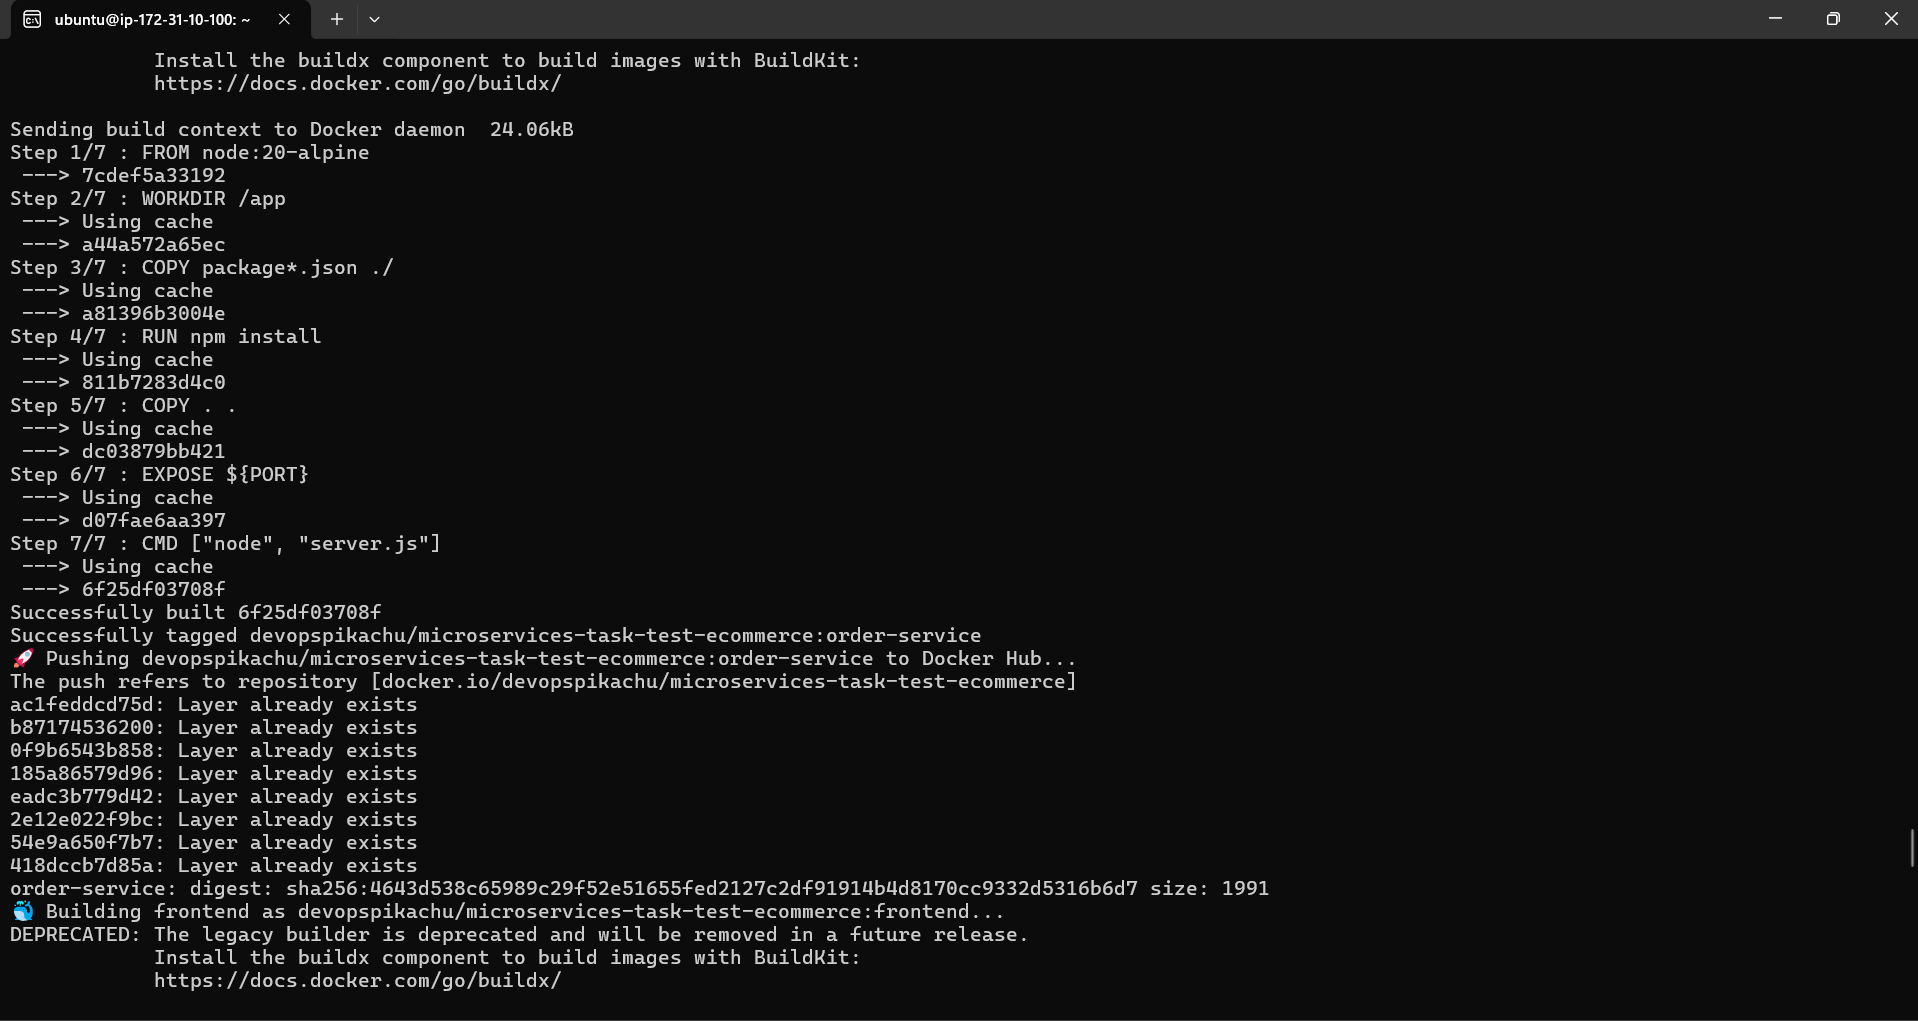 ubuntu@ip-172-31-10-100: ~
Install the buildx component to build images with BuildKit:
https://docs.docker.com/go/buildx/
Sending build context to Docker daemon  24.06kB
Step 1/7 : FROM node:20-alpine
 ---> 7cdef5a33192
Step 2/7 : WORKDIR /app
 ---> Using cache
 ---> a44a572a65ec
Step 3/7 : COPY package*.json ./
 ---> Using cache
 ---> a81396b3004e
Step 4/7 : RUN npm install
 ---> Using cache
 ---> 811b7283d4c0
Step 5/7 : COPY . .
 ---> Using cache
 ---> dc03879bb421
Step 6/7 : EXPOSE ${PORT}
 ---> Using cache
 ---> d07fae6aa397
Step 7/7 : CMD ["node", "server.js"]
 ---> Using cache
 ---> 6f25df03708f
Successfully built 6f25df03708f
Successfully tagged devopspikachu/microservices-task-test-ecommerce:order-service
🚀 Pushing devopspikachu/microservices-task-test-ecommerce:order-service to Docker Hub...
The push refers to repository [docker.io/devopspikachu/microservices-task-test-ecommerce]
ac1feddcd75d: Layer already exists
b87174536200: Layer already exists
0f9b6543b858: Layer already exists
185a86579d96: Layer already exists
eadc3b779d42: Layer already exists
2e12e022f9bc: Layer already exists
54e9a650f7b7: Layer already exists
418dccb7d85a: Layer already exists
order-service: digest: sha256:4643d538c65989c29f52e51655fed2127c2df91914b4d8170cc9332d5316b6d7 size: 1991
🐳 Building frontend as devopspikachu/microservices-task-test-ecommerce:frontend...
DEPRECATED: The legacy builder is deprecated and will be removed in a future release.
Install the buildx component to build images with BuildKit:
https://docs.docker.com/go/buildx/